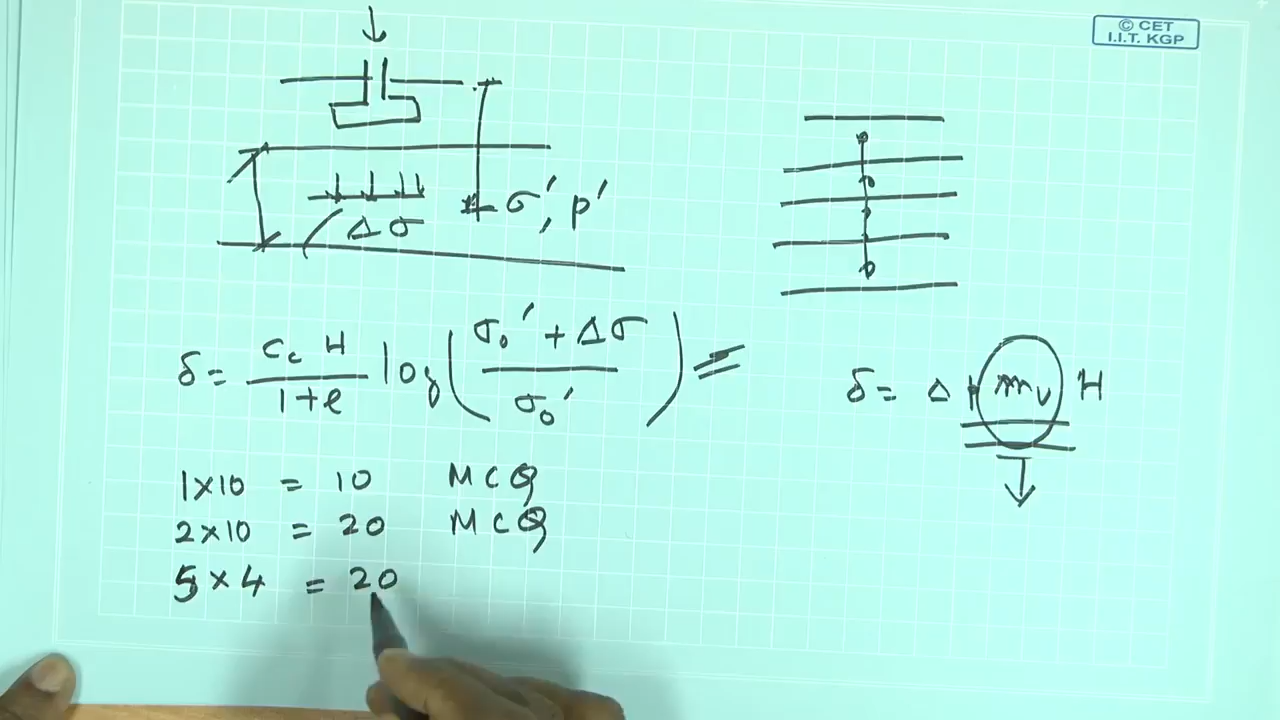 © CET
I.I.T. KGP
σ', p'
Δσ
δ = Cc H / 1+e log (σ₀' + Δσ / σ₀')
δ = Δp mv H
1×10 = 10 MCQ
2×10 = 20 MCQ
5×4 = 20